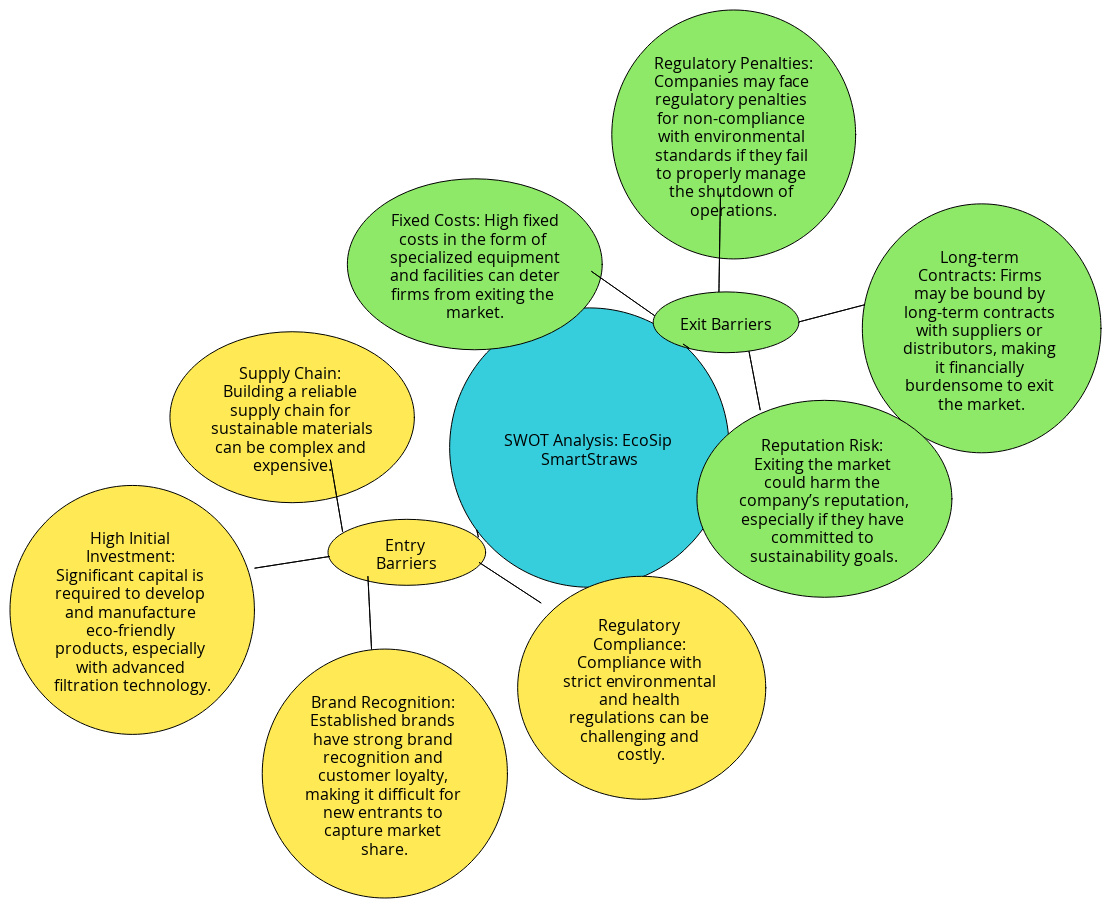 Regulatory Penalties:
Companies may face
regulatory penalties
for non-compliance
with environmental
standards if they fail
to properly manage
the shutdown of
operations.
Fixed Costs: High fixed
costs in the form of
specialized equipment
and facilities can deter
firms from exiting the
market.
Exit Barriers
Long-term
Contracts: Firms
may be bound by
long-term contracts
with suppliers or
distributors, making
it financially
burdensome to exit
the market.
Supply Chain:
Building a reliable
supply chain for
sustainable materials
can be complex and
expensive.
SWOT Analysis: EcoSip
SmartStraws
Reputation Risk:
Exiting the market
could harm the
company’s reputation,
especially if they have
committed to
sustainability goals.
High Initial
Investment:
Significant capital is
required to develop
and manufacture
eco-friendly
products, especially
with advanced
filtration technology.
Entry
Barriers
Regulatory
Compliance:
Compliance with
strict environmental
and health
regulations can be
challenging and
costly.
Brand Recognition:
Established brands
have strong brand
recognition and
customer loyalty,
making it difficult for
new entrants to
capture market
share.